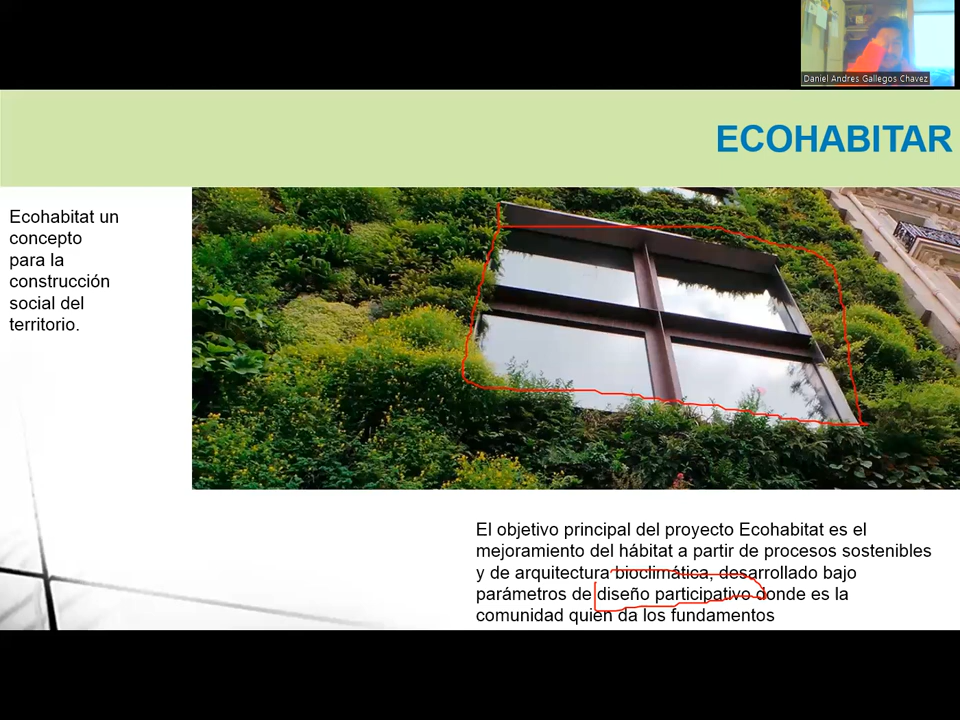 Daniel Andres Gallegos Chavez
ECOHABITAR
Ecohabitat un
concepto
para la
construcción
social del
territorio.
El objetivo principal del proyecto Ecohabitat es el
mejoramiento del hábitat a partir de procesos sostenibles
y de arquitectura bioclimática, desarrollado bajo
parámetros de diseño participativo donde es la
comunidad quien da los fundamentos